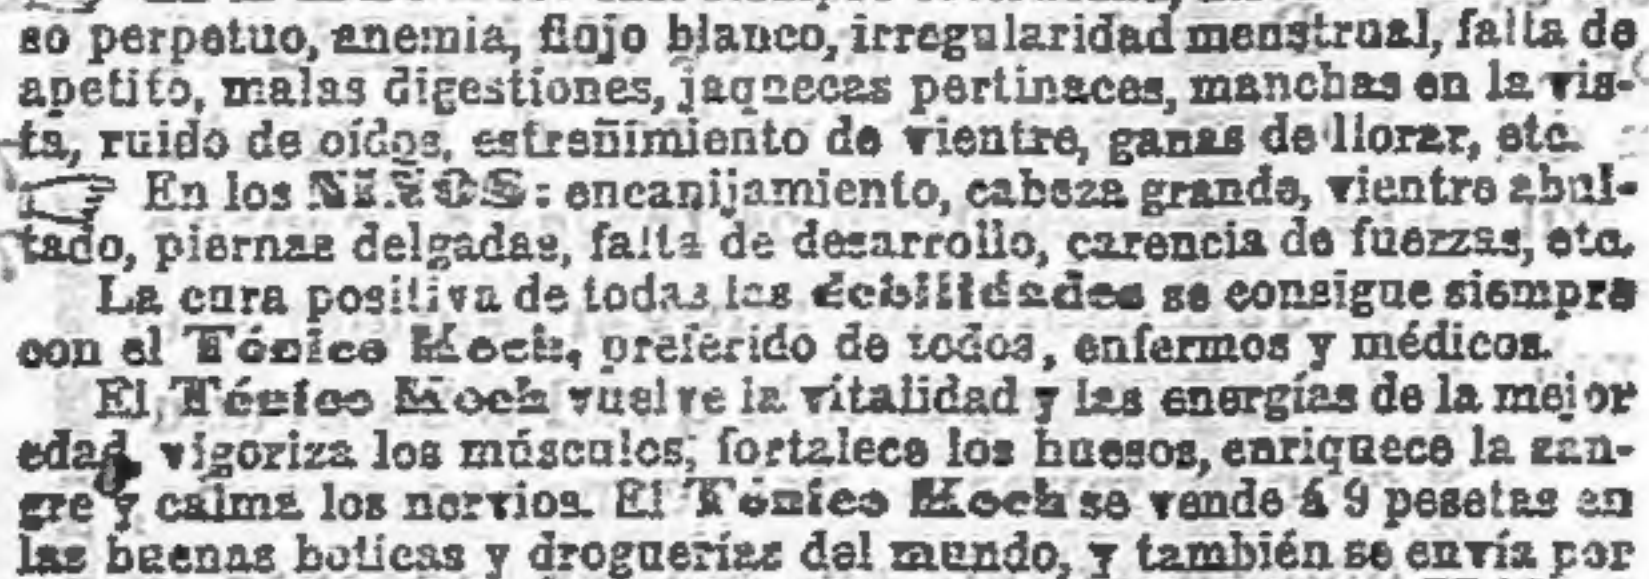 so perpetuo, anemia, flujo blanco, irregularidad menstrual, falta de
apetito, malas digestiones, jaquecas pertinaces, manchas en la vis-
ta, ruido de oídos, estreñimiento de vientre, ganas de llorar, etc.
En los NIÑOS: encanijamiento, cabeza grande, vientre abul-
tado, piernas delgadas, falta de desarrollo, carencia de fuerzas, etc.
La cura positiva de todas las debilidades se consigue siempre
con el Tónico Koch, preferido de todos, enfermos y médicos.
El Tónico Koch vuelve la vitalidad y las energías de la mejor
edad, vigoriza los músculos, fortalece los huesos, enriquece la san-
gre y calma los nervios. El Tónico Koch se vende á 9 pesetas en
las buenas boticas y droguerías del mundo, y también se envía por